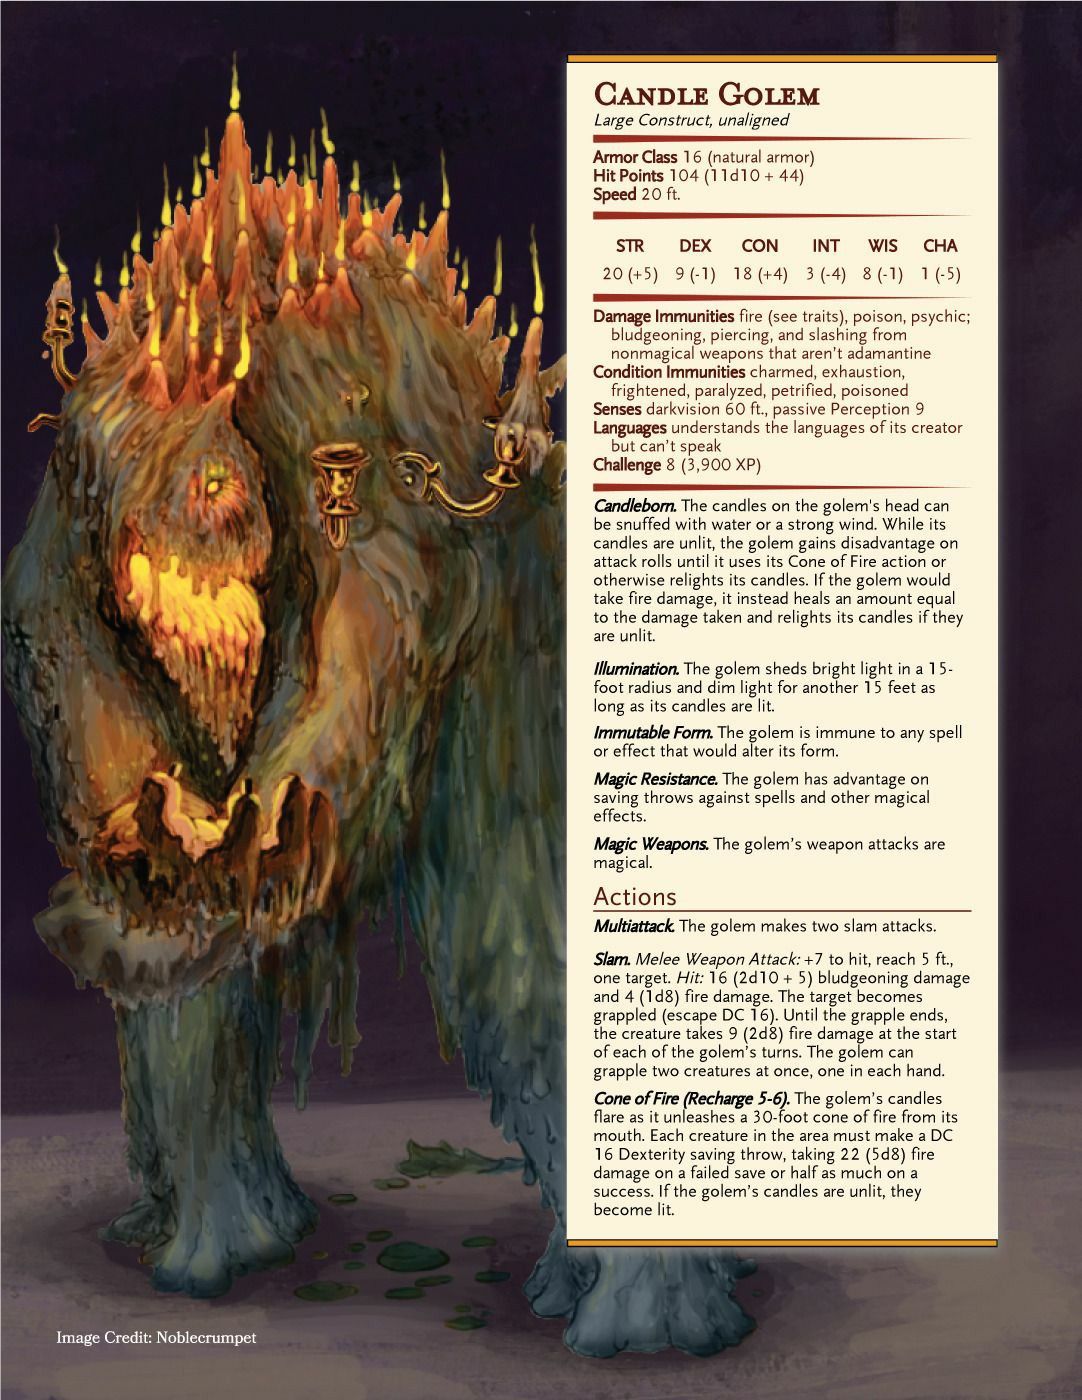 CANDLE GOLEM
Large Construct, unaligned
Armor Class 16 (natural armor)
Hit Points 104 (11d10 + 44)
Speed 20 ft.
STR DEX CON INT WIS CHA
20 (+5) 9 (-1) 18 (+4) 3 (-4) 8 (-1) 1 (-5)
Damage Immunities fire (see traits), poison, psychic;
bludgeoning, piercing, and slashing from
nonmagical weapons that aren't adamantine
Condition Immunities charmed, exhaustion,
frightened, paralyzed, petrified, poisoned
Senses darkvision 60 ft., passive Perception 9
Languages understands the languages of its creator
but can't speak
Challenge 8 (3,900 XP)
Candleborn. The candles on the golem's head can
be snuffed with water or a strong wind. While its
candles are unlit, the golem gains disadvantage on
attack rolls until it uses its Cone of Fire action or
otherwise relights its candles. If the golem would
take fire damage, it instead heals an amount equal
to the damage taken and relights its candles if they
are unlit.
Illumination. The golem sheds bright light in a 15-
foot radius and dim light for another 15 feet as
long as its candles are lit.
Immutable Form. The golem is immune to any spell
or effect that would alter its form.
Magic Resistance. The golem has advantage on
saving throws against spells and other magical
effects.
Magic Weapons. The golem's weapon attacks are
magical.
Actions
Multiattack. The golem makes two slam attacks.
Slam. Melee Weapon Attack: +7 to hit, reach 5 ft.,
one target. Hit: 16 (2d10 + 5) bludgeoning damage
and 4 (1d8) fire damage. The target becomes
grappled (escape DC 16). Until the grapple ends,
the creature takes 9 (2d8) fire damage at the start
of each of the golem's turns. The golem can
grapple two creatures at once, one in each hand.
Cone of Fire (Recharge 5-6). The golem's candles
flare as it unleashes a 30-foot cone of fire from its
mouth. Each creature in the area must make a DC
16 Dexterity saving throw, taking 22 (5d8) fire
damage on a failed save or half as much on a
success. If the golem's candles are unlit, they
become lit.
Image Credit: Noblecrumpet